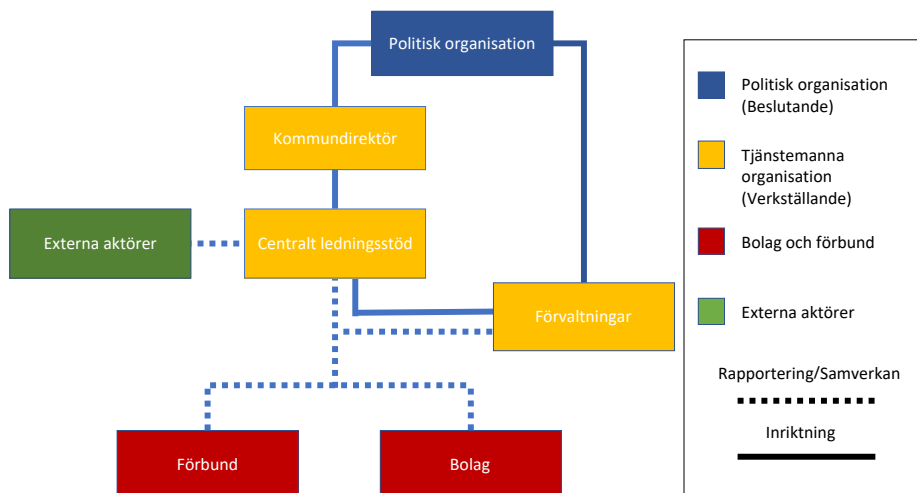 Politisk organisation
Kommundirektör
Externa aktörer
Centralt ledningsstöd
Förvaltningar
Förbund
Bolag
Politisk organisation
(Beslutande)
Tjänstemanna
organisation
(Verkställande)
Bolag och förbund
Externa aktörer
Rapportering/Samverkan
Inriktning